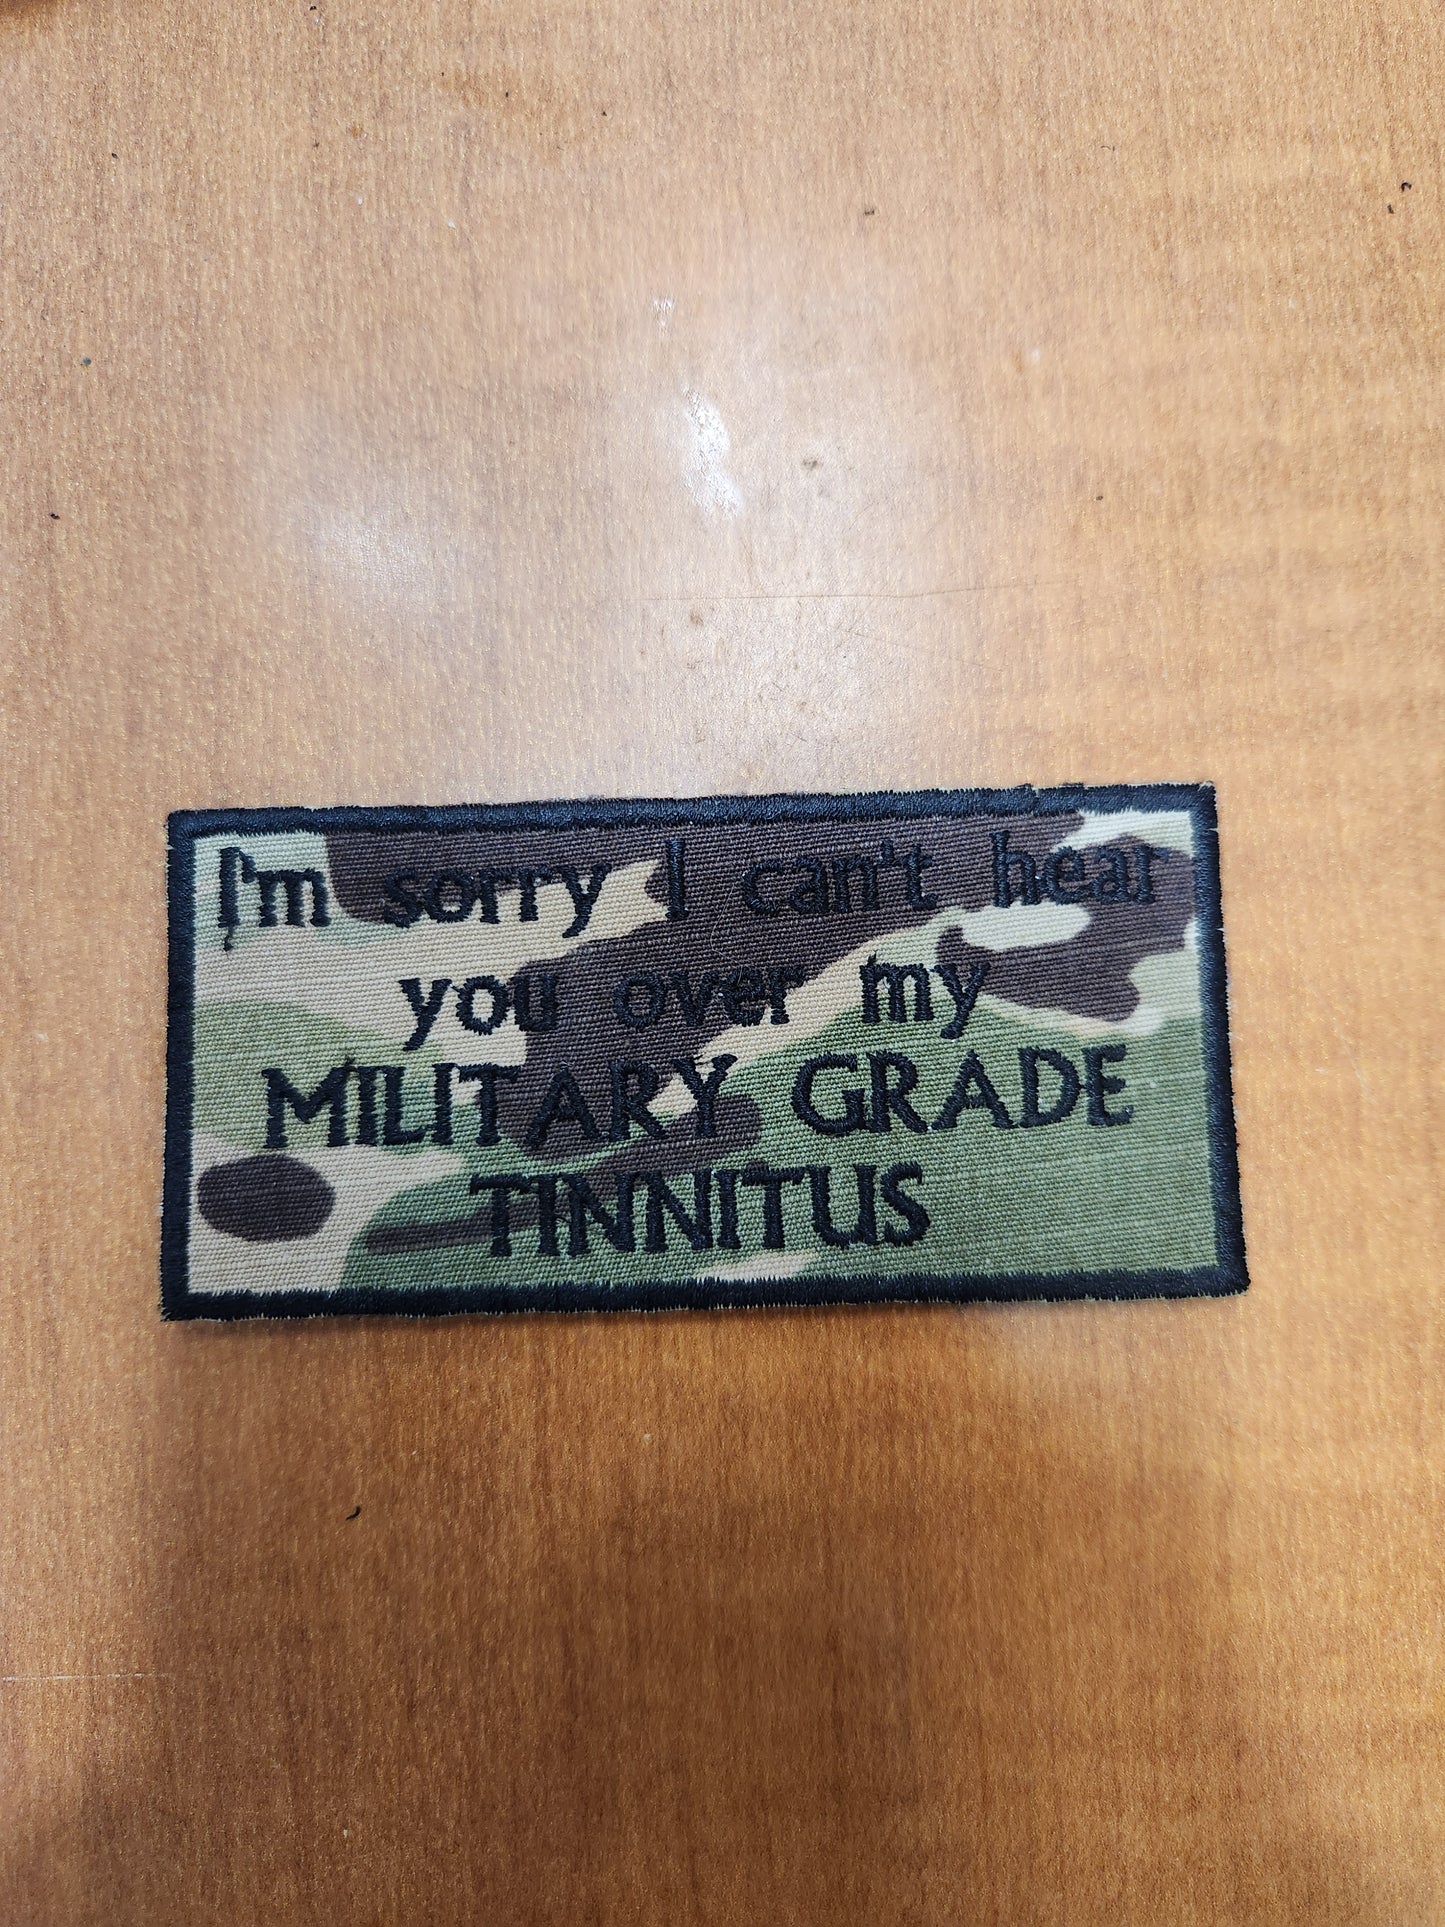 I'm sorry I can't hear
you over my
MILITARY GRADE
TINNITUS